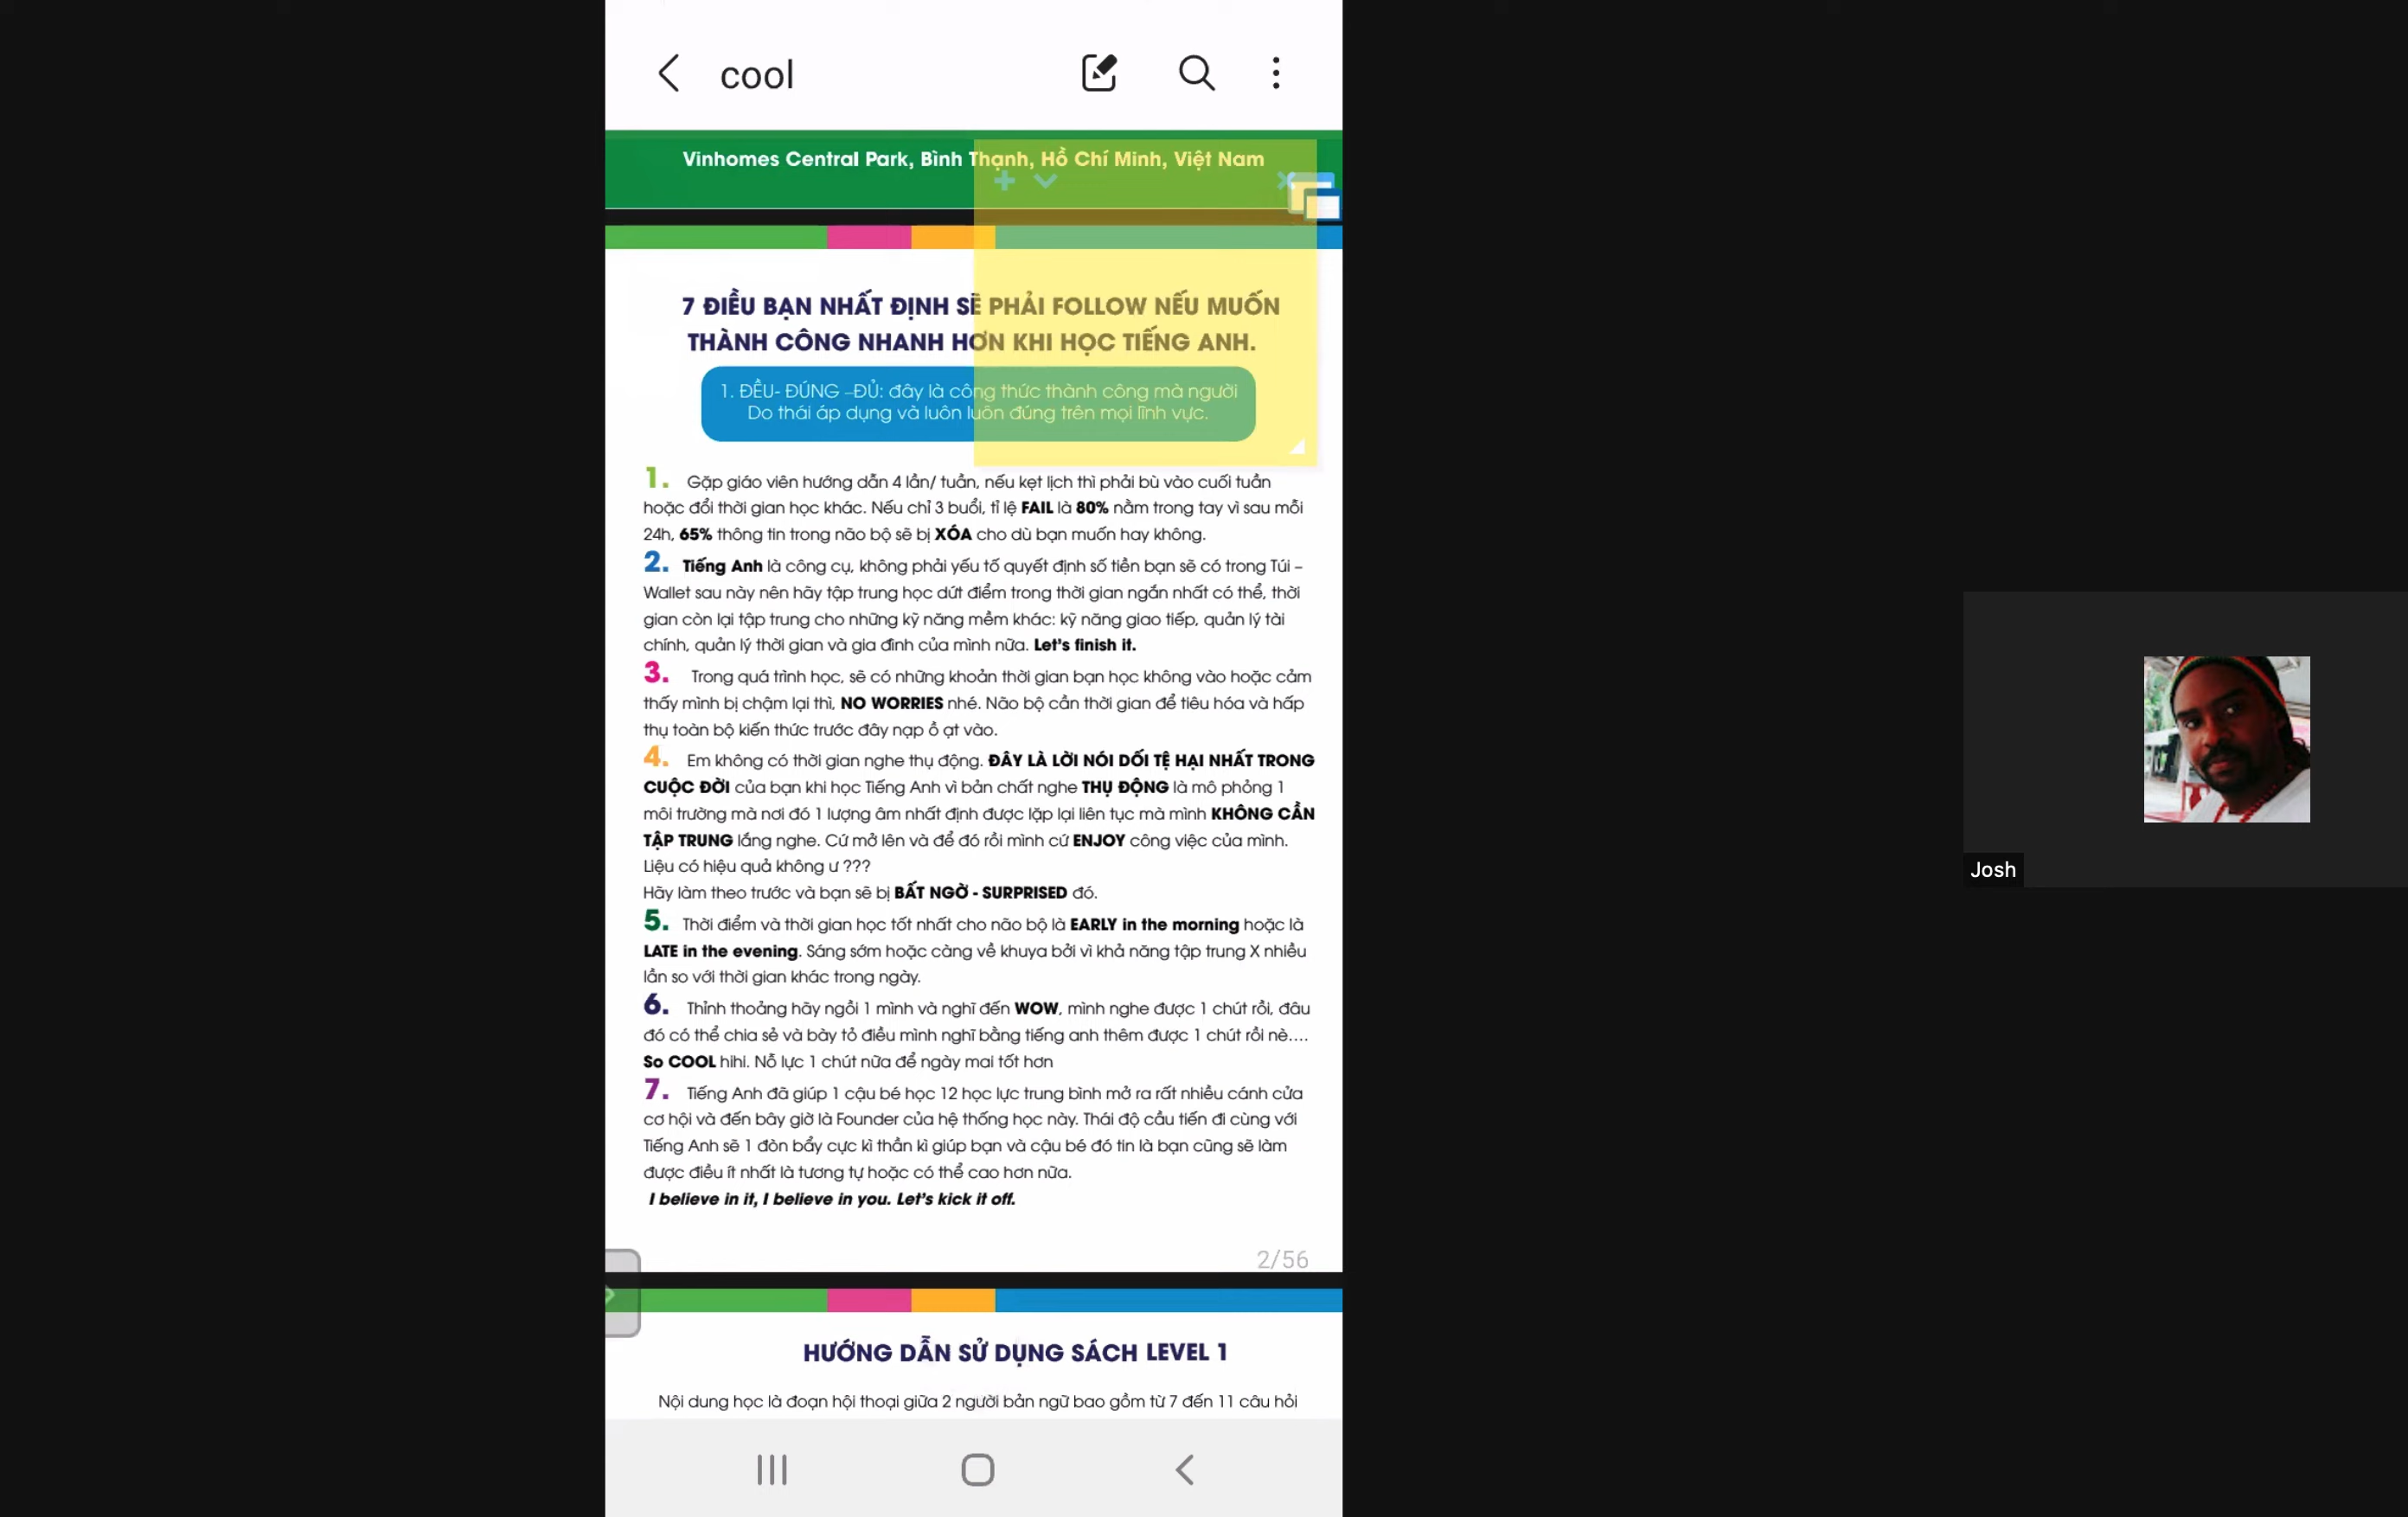 cool
Vinhomes Central Park, Bình Thạnh, Hồ Chí Minh, Việt Nam
7 ĐIỀU BẠN NHẤT ĐỊNH SẼ PHẢI FOLLOW NẾU MUỐN
THÀNH CÔNG NHANH HƠN KHI HỌC TIẾNG ANH.
1. ĐỀU- ĐÚNG –ĐỦ: đây là công thức thành công mà người
Do thái áp dụng và luôn luôn đúng trên mọi lĩnh vực.
1. Gặp giáo viên hướng dẫn 4 lần/ tuần, nếu kẹt lịch thì phải bù vào cuối tuần
hoặc đổi thời gian học khác. Nếu chỉ 3 buổi, tỉ lệ FAIL là 80% nằm trong tay vì sau mỗi
24h, 65% thông tin trong não bộ sẽ bị XÓA cho dù bạn muốn hay không.
2. Tiếng Anh là công cụ, không phải yếu tố quyết định số tiền bạn sẽ có trong Túi –
Wallet sau này nên hãy tập trung học dứt điểm trong thời gian ngắn nhất có thể, thời
gian còn lại tập trung cho những kỹ năng mềm khác: kỹ năng giao tiếp, quản lý tài
chính, quản lý thời gian và gia đình của mình nữa. Let's finish it.
3. Trong quá trình học, sẽ có những khoản thời gian bạn học không vào hoặc cảm
thấy mình bị chậm lại thì, NO WORRIES nhé. Não bộ cần thời gian để tiêu hóa và hấp
thụ toàn bộ kiến thức trước đây nạp ồ ạt vào.
4. Em không có thời gian nghe thụ động. ĐÂY LÀ LỜI NÓI DỐI TỆ HẠI NHẤT TRONG
CUỘC ĐỜI của bạn khi học Tiếng Anh vì bản chất nghe THỤ ĐỘNG là mô phỏng 1
môi trường mà nơi đó 1 lượng âm nhất định được lặp lại liên tục mà mình KHÔNG CẦN
TẬP TRUNG lắng nghe. Cứ mở lên và để đó rồi mình cứ ENJOY công việc của mình.
Liệu có hiệu quả không ư ???
Hãy làm theo trước và bạn sẽ bị BẤT NGỜ - SURPRISED đó.
5. Thời điểm và thời gian học tốt nhất cho não bộ là EARLY in the morning hoặc là
LATE in the evening. Sáng sớm hoặc càng về khuya bởi vì khả năng tập trung X nhiều
lần so với thời gian khác trong ngày.
6. Thỉnh thoảng hãy ngồi 1 mình và nghĩ đến WOW, mình nghe được 1 chút rồi, đâu
đó có thể chia sẻ và bày tỏ điều mình nghĩ bằng tiếng anh thêm được 1 chút rồi nè....
So COOL hihi. Nỗ lực 1 chút nữa để ngày mai tốt hơn
7. Tiếng Anh đã giúp 1 cậu bé học 12 học lực trung bình mở ra rất nhiều cánh cửa
cơ hội và đến bây giờ là Founder của hệ thống học này. Thái độ cầu tiến đi cùng với
Tiếng Anh sẽ 1 đòn bẩy cực kì thần kì giúp bạn và cậu bé đó tin là bạn cũng sẽ làm
được điều ít nhất là tương tự hoặc có thể cao hơn nữa.
I believe in it, I believe in you. Let's kick it off.
2/56
HƯỚNG DẪN SỬ DỤNG SÁCH LEVEL 1
Nội dung học là đoạn hội thoại giữa 2 người bản ngữ bao gồm từ 7 đến 11 câu hỏi
Josh